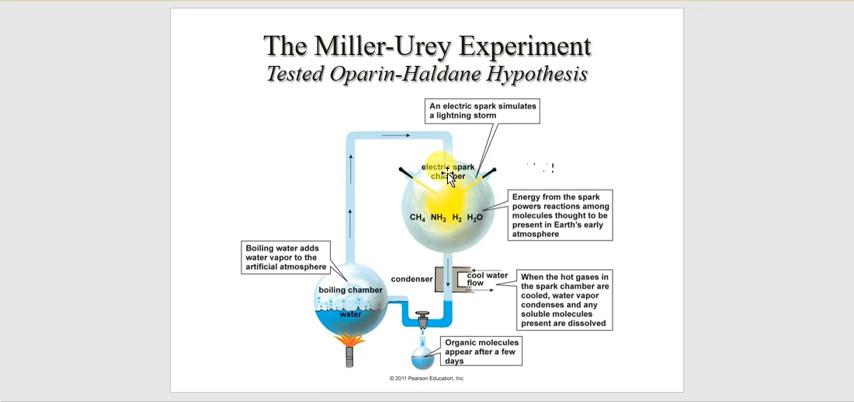 The Miller-Urey Experiment
Tested Oparin-Haldane Hypothesis
An electric spark simulates
a lightning storm
electric spark
chamber
CH₄ NH₃ H₂ H₂O
Energy from the spark
powers reactions among
molecules thought to be
present in Earth's early
atmosphere
Boiling water adds
water vapor to the
artificial atmosphere
boiling chamber
water
condenser
cool water
flow
When the hot gases in
the spark chamber are
cooled, water vapor
condenses and any
soluble molecules
present are dissolved
Organic molecules
appear after a few
days
© 2011 Pearson Education, Inc